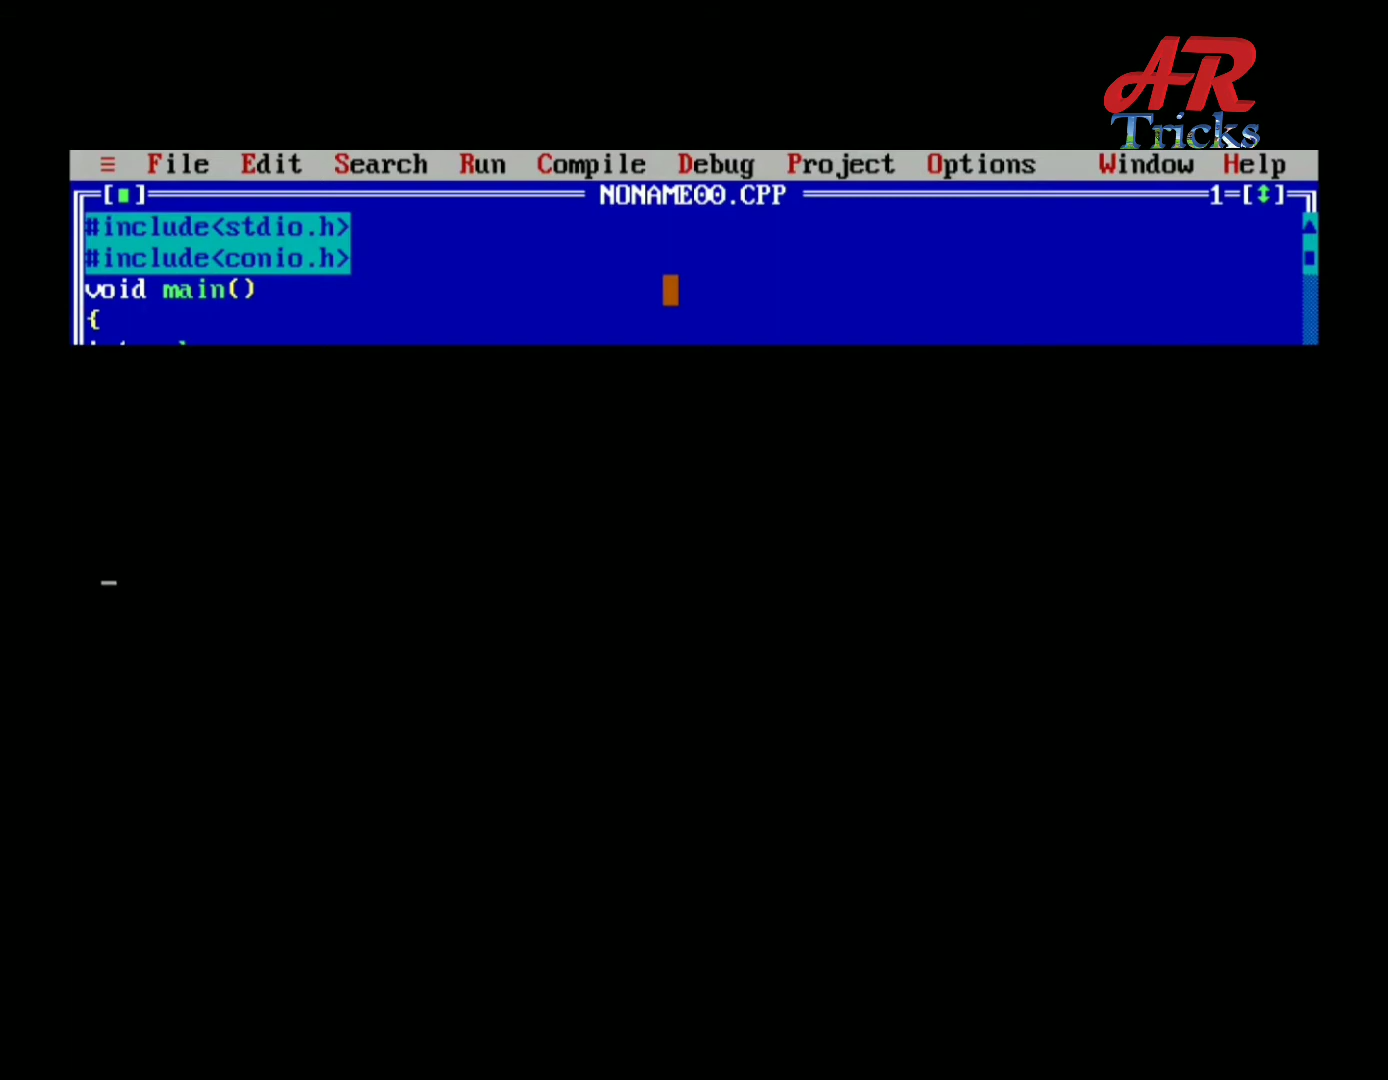 AR
Tricks
≡ File Edit Search Run Compile Debug Project Options Window Help
[■] NONAME00.CPP 1=[↕]
#include<stdio.h>
#include<conio.h>
void main()
{